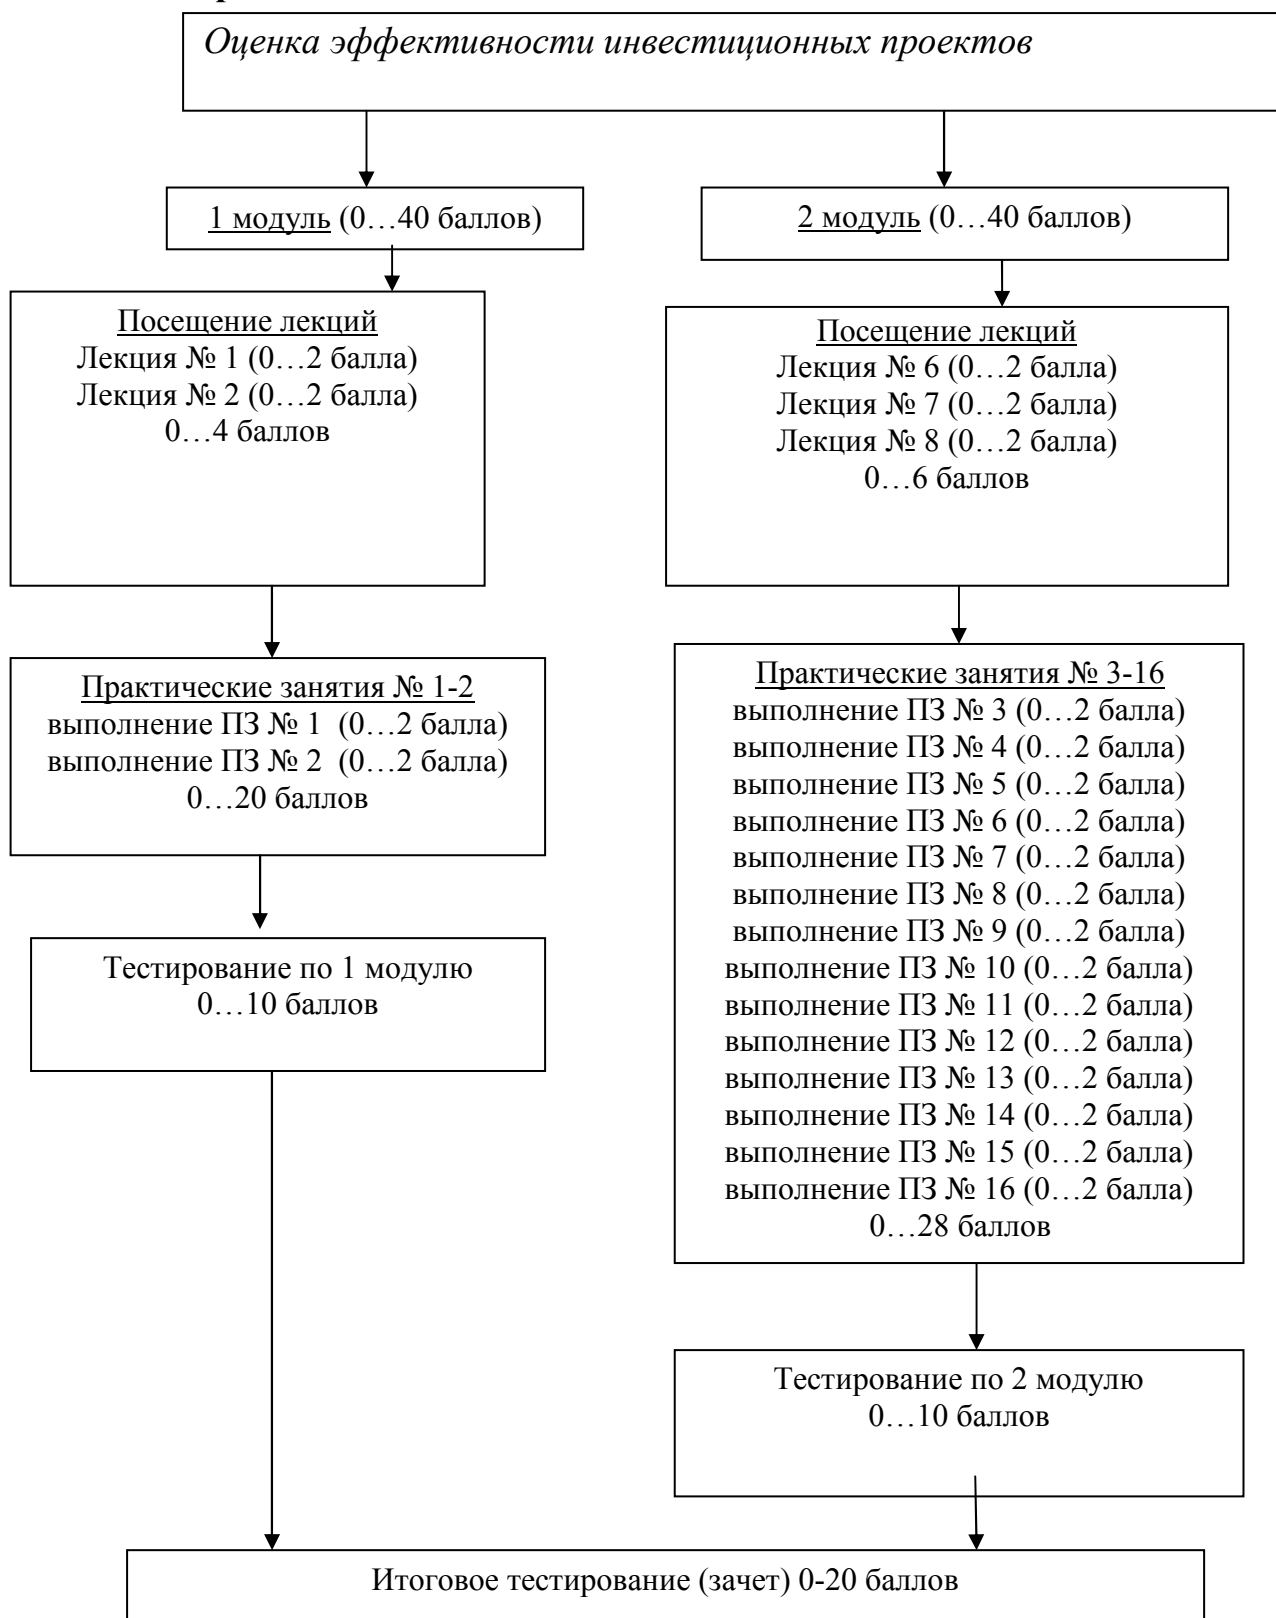 Оценка эффективности инвестиционных проектов
1 модуль (0…40 баллов)
2 модуль (0…40 баллов)
Посещение лекций
Лекция № 1 (0…2 балла)
Лекция № 2 (0…2 балла)
0…4 баллов
Посещение лекций
Лекция № 6 (0…2 балла)
Лекция № 7 (0…2 балла)
Лекция № 8 (0…2 балла)
0…6 баллов
Практические занятия № 1-2
выполнение ПЗ № 1 (0…2 балла)
выполнение ПЗ № 2 (0…2 балла)
0…20 баллов
Практические занятия № 3-16
выполнение ПЗ № 3 (0…2 балла)
выполнение ПЗ № 4 (0…2 балла)
выполнение ПЗ № 5 (0…2 балла)
выполнение ПЗ № 6 (0…2 балла)
выполнение ПЗ № 7 (0…2 балла)
выполнение ПЗ № 8 (0…2 балла)
выполнение ПЗ № 9 (0…2 балла)
выполнение ПЗ № 10 (0…2 балла)
выполнение ПЗ № 11 (0…2 балла)
выполнение ПЗ № 12 (0…2 балла)
выполнение ПЗ № 13 (0…2 балла)
выполнение ПЗ № 14 (0…2 балла)
выполнение ПЗ № 15 (0…2 балла)
выполнение ПЗ № 16 (0…2 балла)
0…28 баллов
Тестирование по 1 модулю
0…10 баллов
Тестирование по 2 модулю
0…10 баллов
Итоговое тестирование (зачет) 0-20 баллов